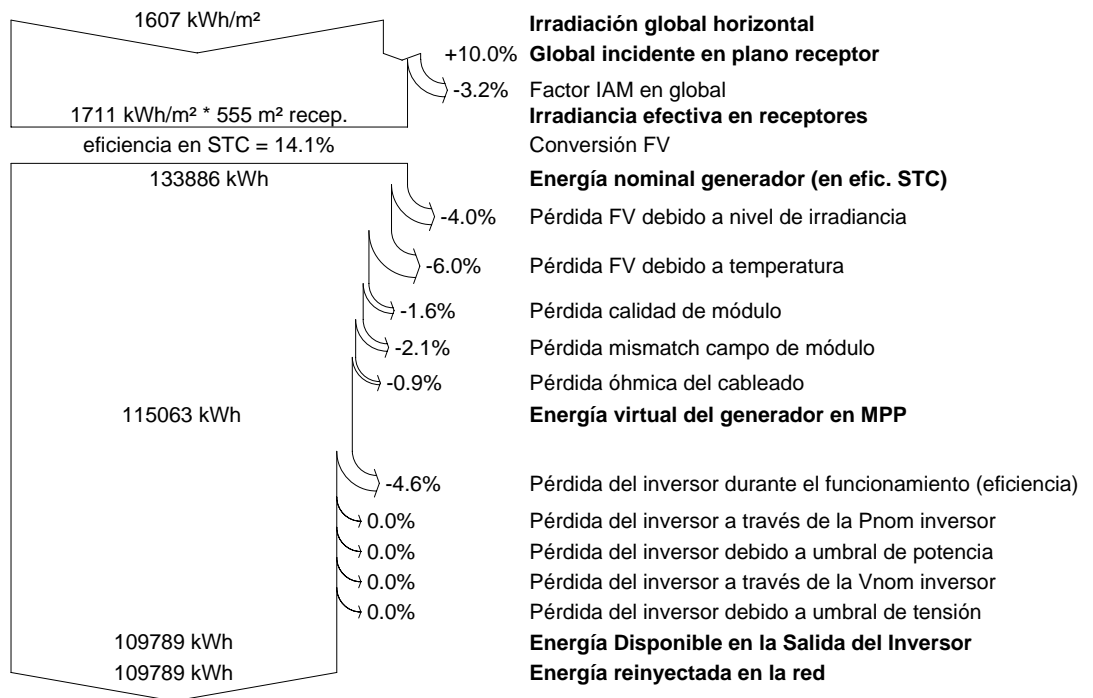 1607 kWh/m² Irradiación global horizontal
+10.0% Global incidente en plano receptor
-3.2% Factor IAM en global
1711 kWh/m² * 555 m² recep. Irradiancia efectiva en receptores
eficiencia en STC = 14.1% Conversión FV
133886 kWh Energía nominal generador (en efic. STC)
-4.0% Pérdida FV debido a nivel de irradiancia
-6.0% Pérdida FV debido a temperatura
-1.6% Pérdida calidad de módulo
-2.1% Pérdida mismatch campo de módulo
-0.9% Pérdida óhmica del cableado
115063 kWh Energía virtual del generador en MPP
-4.6% Pérdida del inversor durante el funcionamiento (eficiencia)
0.0% Pérdida del inversor a través de la Pnom inversor
0.0% Pérdida del inversor debido a umbral de potencia
0.0% Pérdida del inversor a través de la Vnom inversor
0.0% Pérdida del inversor debido a umbral de tensión
109789 kWh Energía Disponible en la Salida del Inversor
109789 kWh Energía reinyectada en la red